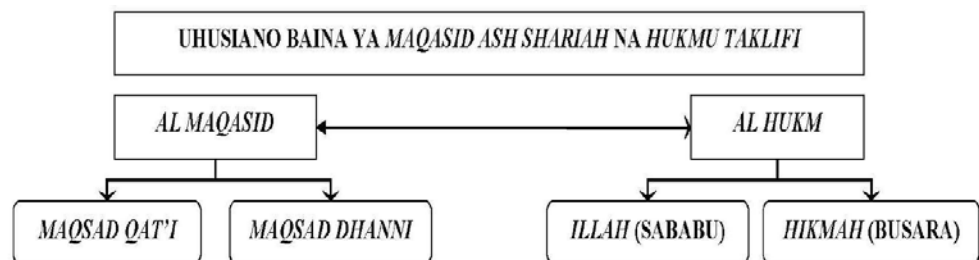 UHUSIANO BAINA YA MAQASID ASH SHARIAH NA HUKMU TAKLIFI
AL MAQASID
AL HUKM
MAQSAD QAT'I
MAQSAD DHANNI
ILLAH (SABABU)
HIKMAH (BUSARA)